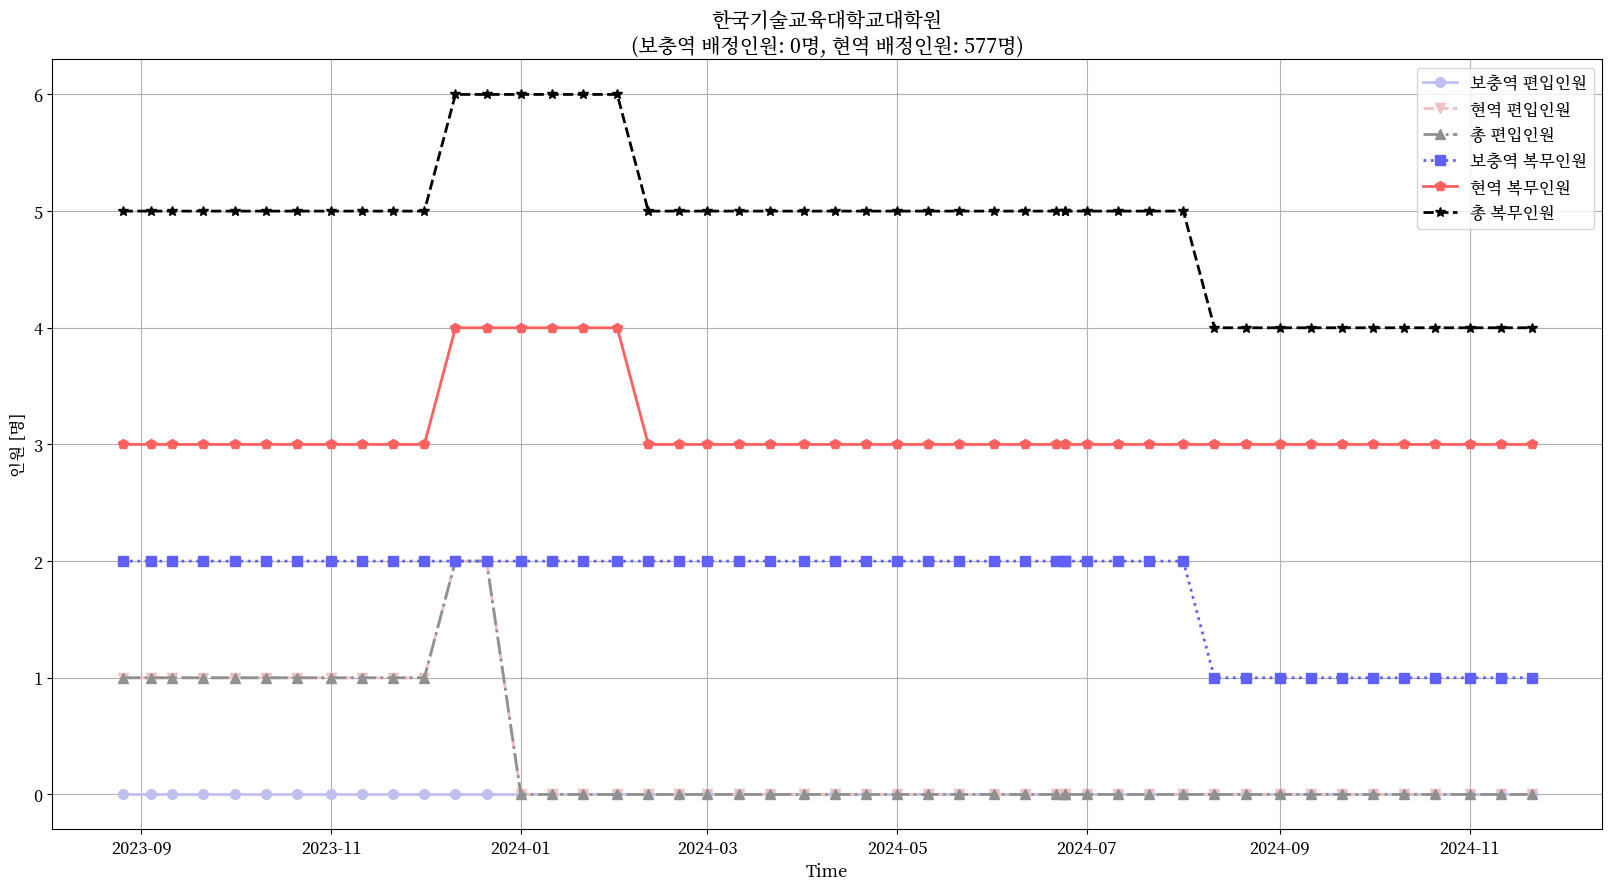 한국기술교육대학교대학원
(보충역 배정인원: 0명, 현역 배정인원: 577명)
보충역 편입인원
현역 편입인원
총 편입인원
보충역 복무인원
현역 복무인원
총 복무인원
인원 [명]
6
5
4
3
2
1
0
2023-09 2023-11 2024-01 2024-03 2024-05 2024-07 2024-09 2024-11
Time